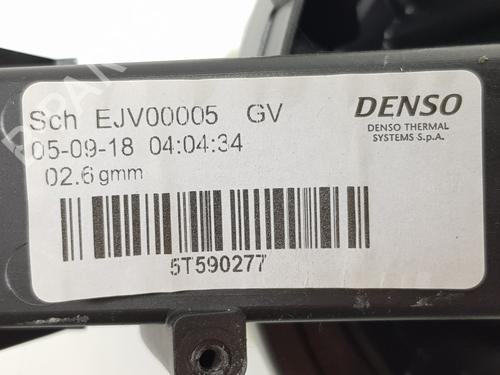 Sch EJV00005 GV
05-09-18 04:04:34
02.6 gmm
5T590277
DENSO
DENSO THERMAL
SYSTEMS S.p.A.